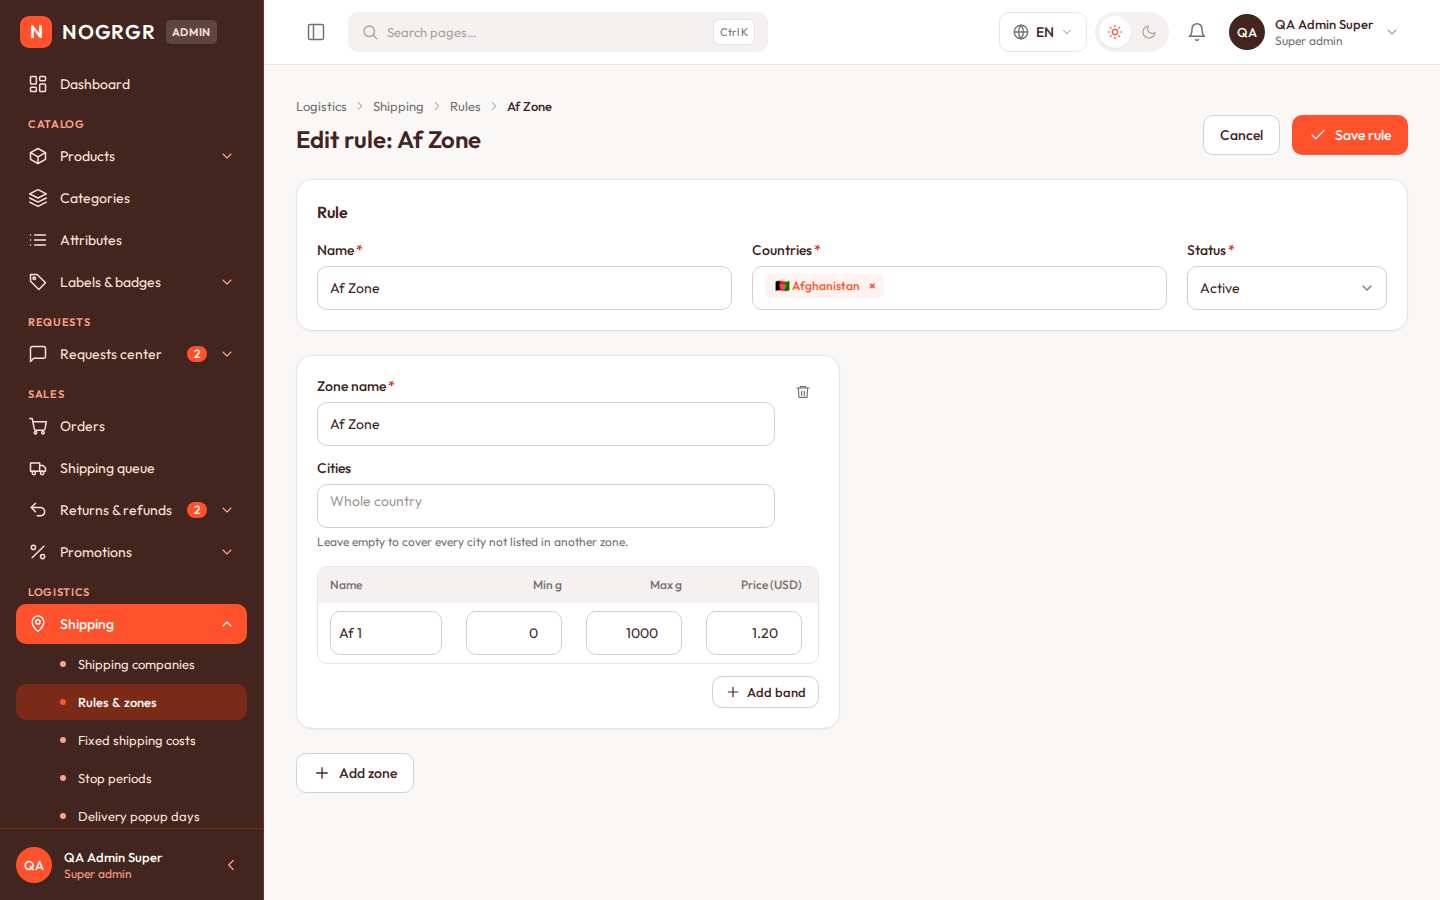 N NOGRGR ADMIN
Search pages... Ctrl K
EN
QA QA Admin Super
Super admin
Dashboard
CATALOG
Products
Categories
Attributes
Labels & badges
REQUESTS
Requests center 2
SALES
Orders
Shipping queue
Returns & refunds 2
Promotions
LOGISTICS
Shipping
Shipping companies
Rules & zones
Fixed shipping costs
Stop periods
Delivery popup days
QA QA Admin Super
Super admin
Logistics > Shipping > Rules > Af Zone
Edit rule: Af Zone
Cancel Save rule
Rule
Name* Countries* Status*
Af Zone Afghanistan × Active
Zone name*
Af Zone
Cities
Whole country
Leave empty to cover every city not listed in another zone.
Name Min g Max g Price (USD)
Af 1 0 1000 1.20
+ Add band
+ Add zone